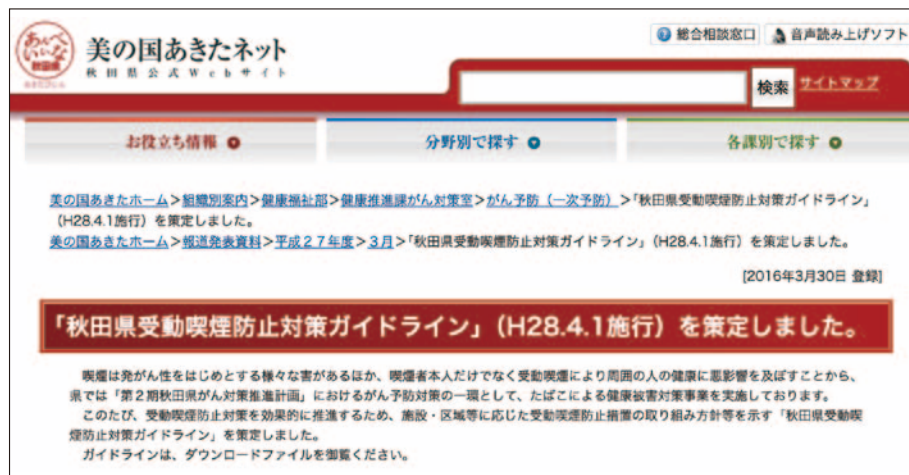 あんべいいな
秋田県
美の国あきたネット
秋田県公式Webサイト
総合相談窓口
音声読み上げソフト
検索
サイトマップ
お役立ち情報
分野別で探す
各課別で探す
美の国あきたホーム>組織別案内>健康福祉部>健康推進課がん対策室>がん予防（一次予防）>「秋田県受動喫煙防止対策ガイドライン」
（H28.4.1施行）を策定しました。
美の国あきたホーム>報道発表資料>平成２７年度>３月>「秋田県受動喫煙防止対策ガイドライン」（H28.4.1施行）を策定しました。
[2016年3月30日 登録]
「秋田県受動喫煙防止対策ガイドライン」（H28.4.1施行）を策定しました。
喫煙は発がん性をはじめとする様々な害があるほか、喫煙者本人だけでなく受動喫煙により周囲の人の健康に悪影響を及ぼすことから、
県では「第２期秋田県がん対策推進計画」におけるがん予防対策の一環として、たばこによる健康被害対策事業を実施しております。
このたび、受動喫煙防止対策を効果的に推進するため、施設・区域等に応じた受動喫煙防止措置の取り組み方針等を示す「秋田県受動喫
煙防止対策ガイドライン」を策定しました。
ガイドラインは、ダウンロードファイルを御覧ください。